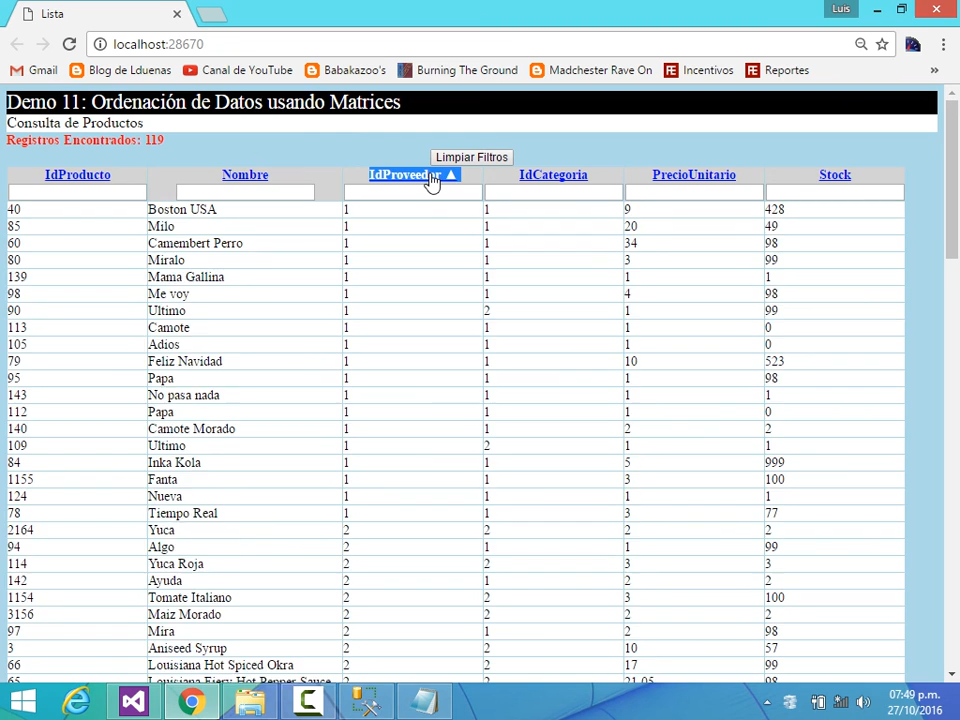 Lista
Luis
localhost:28670
Gmail Blog de Lduenas Canal de YouTube Babakazoo's Burning The Ground Madchester Rave On Incentivos Reportes »
Demo 11: Ordenación de Datos usando Matrices
Consulta de Productos
Registros Encontrados: 119
Limpiar Filtros
IdProducto Nombre IdProveedor ▲ IdCategoria PrecioUnitario Stock
40 Boston USA 1 1 9 428
85 Milo 1 1 20 49
60 Camembert Perro 1 1 34 98
80 Miralo 1 1 3 99
139 Mama Gallina 1 1 1 1
98 Me voy 1 1 4 98
90 Ultimo 1 2 1 99
113 Camote 1 1 1 0
105 Adios 1 1 1 0
79 Feliz Navidad 1 1 10 523
95 Papa 1 1 1 98
143 No pasa nada 1 1 1 1
112 Papa 1 1 1 0
140 Camote Morado 1 1 2 2
109 Ultimo 1 2 1 1
84 Inka Kola 1 1 5 999
1155 Fanta 1 1 3 100
124 Nueva 1 1 1 1
78 Tiempo Real 1 1 3 77
2164 Yuca 2 2 2 2
94 Algo 2 1 1 99
114 Yuca Roja 2 2 3 3
142 Ayuda 2 1 2 2
1154 Tomate Italiano 2 2 3 100
3156 Maiz Morado 2 2 2 2
97 Mira 2 1 2 98
3 Aniseed Syrup 2 2 10 57
66 Louisiana Hot Spiced Okra 2 2 17 99
65 Louisiana Fiery Hot Pepper Sauce 2 2 21.05 98
07:49 p.m.
27/10/2016